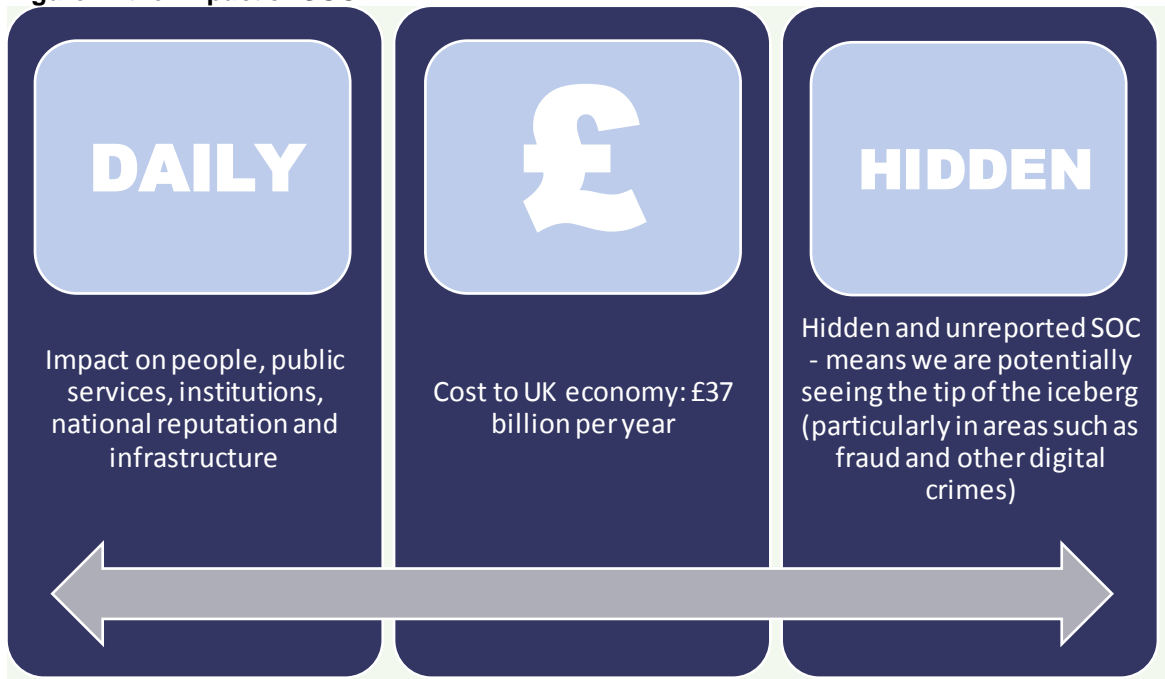 DAILY
Impact on people, public
services, institutions,
national reputation and
infrastructure
£
Cost to UK economy: £37
billion per year
HIDDEN
Hidden and unreported SOC
- means we are potentially
seeing the tip of the iceberg
(particularly in areas such as
fraud and other digital
crimes)